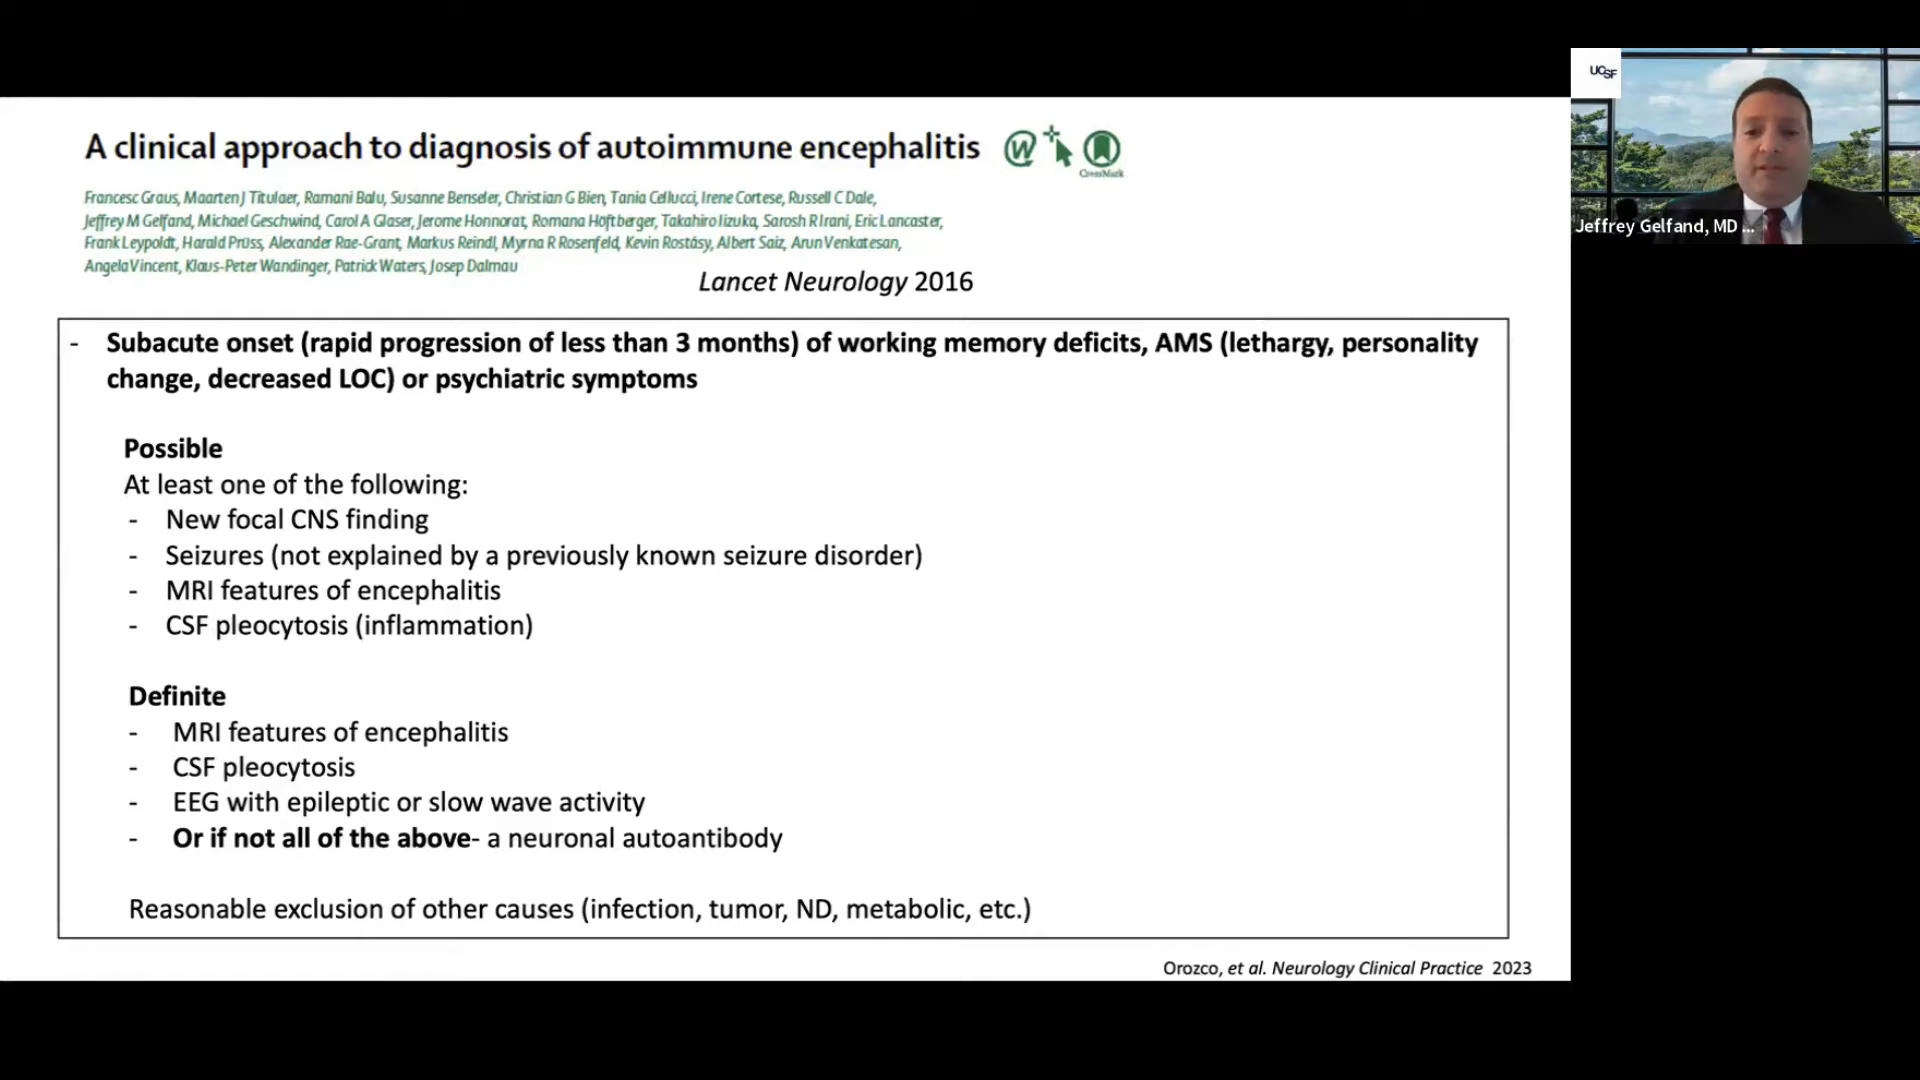 A clinical approach to diagnosis of autoimmune encephalitis
CrossMark
Francesc Graus, Maarten J Titulaer, Ramani Balu, Susanne Benseler, Christian G Bien, Tania Cellucci, Irene Cortese, Russell C Dale,
Jeffrey M Gelfand, Michael Geschwind, Carol A Glaser, Jerome Honnorat, Romana Höftberger, Takahiro Iizuka, Sarosh R Irani, Eric Lancaster,
Frank Leypoldt, Harald Prüss, Alexander Rae-Grant, Markus Reindl, Myrna R Rosenfeld, Kevin Rostásy, Albert Saiz, Arun Venkatesan,
Angela Vincent, Klaus-Peter Wandinger, Patrick Waters, Josep Dalmau
Lancet Neurology 2016
- Subacute onset (rapid progression of less than 3 months) of working memory deficits, AMS (lethargy, personality
change, decreased LOC) or psychiatric symptoms
Possible
At least one of the following:
- New focal CNS finding
- Seizures (not explained by a previously known seizure disorder)
- MRI features of encephalitis
- CSF pleocytosis (inflammation)
Definite
- MRI features of encephalitis
- CSF pleocytosis
- EEG with epileptic or slow wave activity
- Or if not all of the above- a neuronal autoantibody
Reasonable exclusion of other causes (infection, tumor, ND, metabolic, etc.)
Orozco, et al. Neurology Clinical Practice 2023
UCSF
Jeffrey Gelfand, MD ...